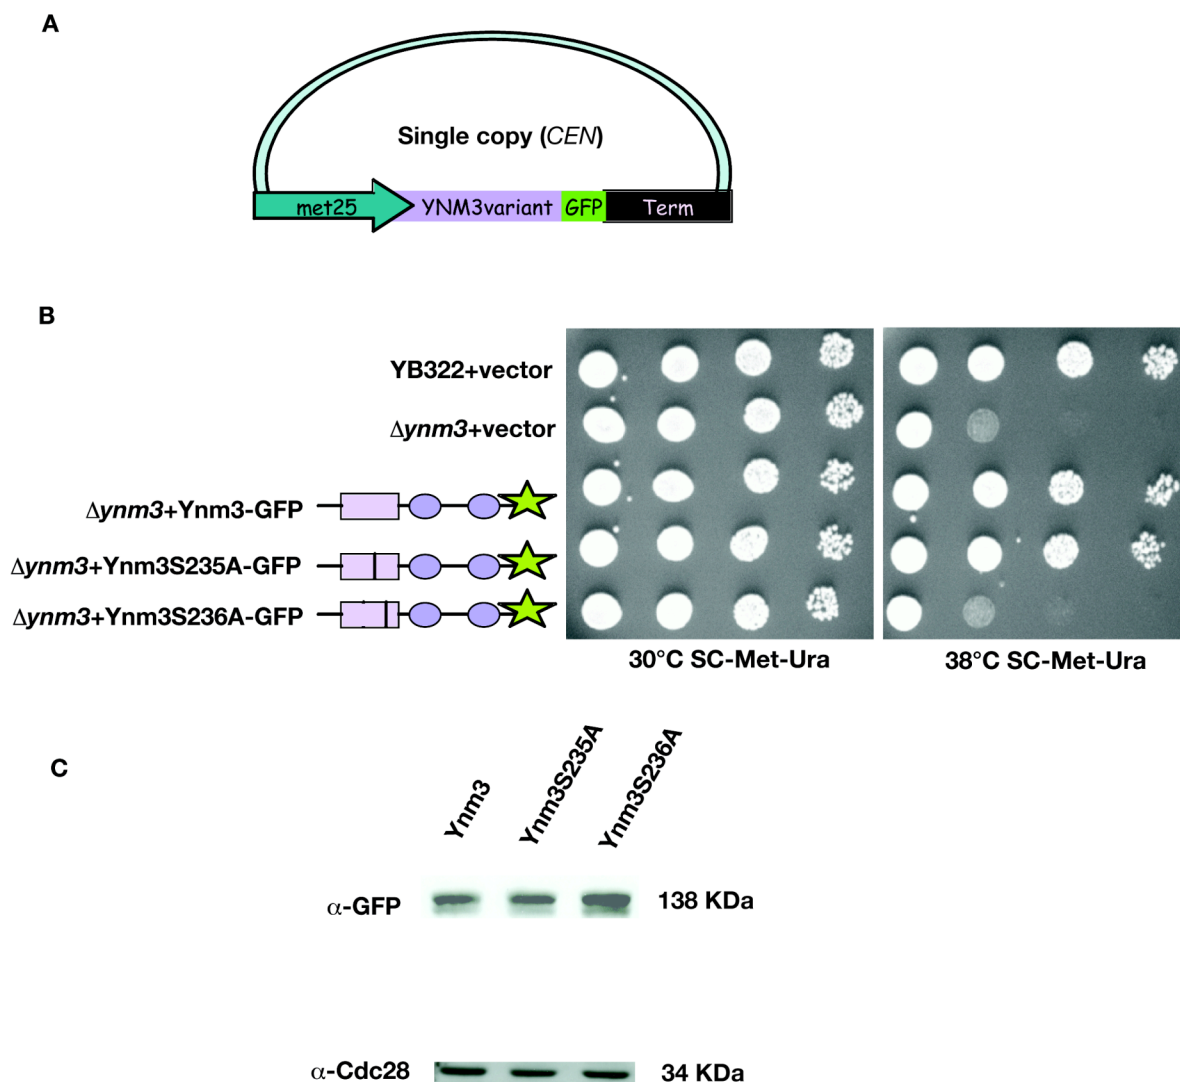 A
Single copy (CEN)
met25 YNM3variant GFP Term
B
YB322+vector
Δynm3+vector
Δynm3+Ynm3-GFP
Δynm3+Ynm3S235A-GFP
Δynm3+Ynm3S236A-GFP
30°C SC-Met-Ura 38°C SC-Met-Ura
C
Ynm3 Ynm3S235A Ynm3S236A
α-GFP 138 KDa
α-Cdc28 34 KDa